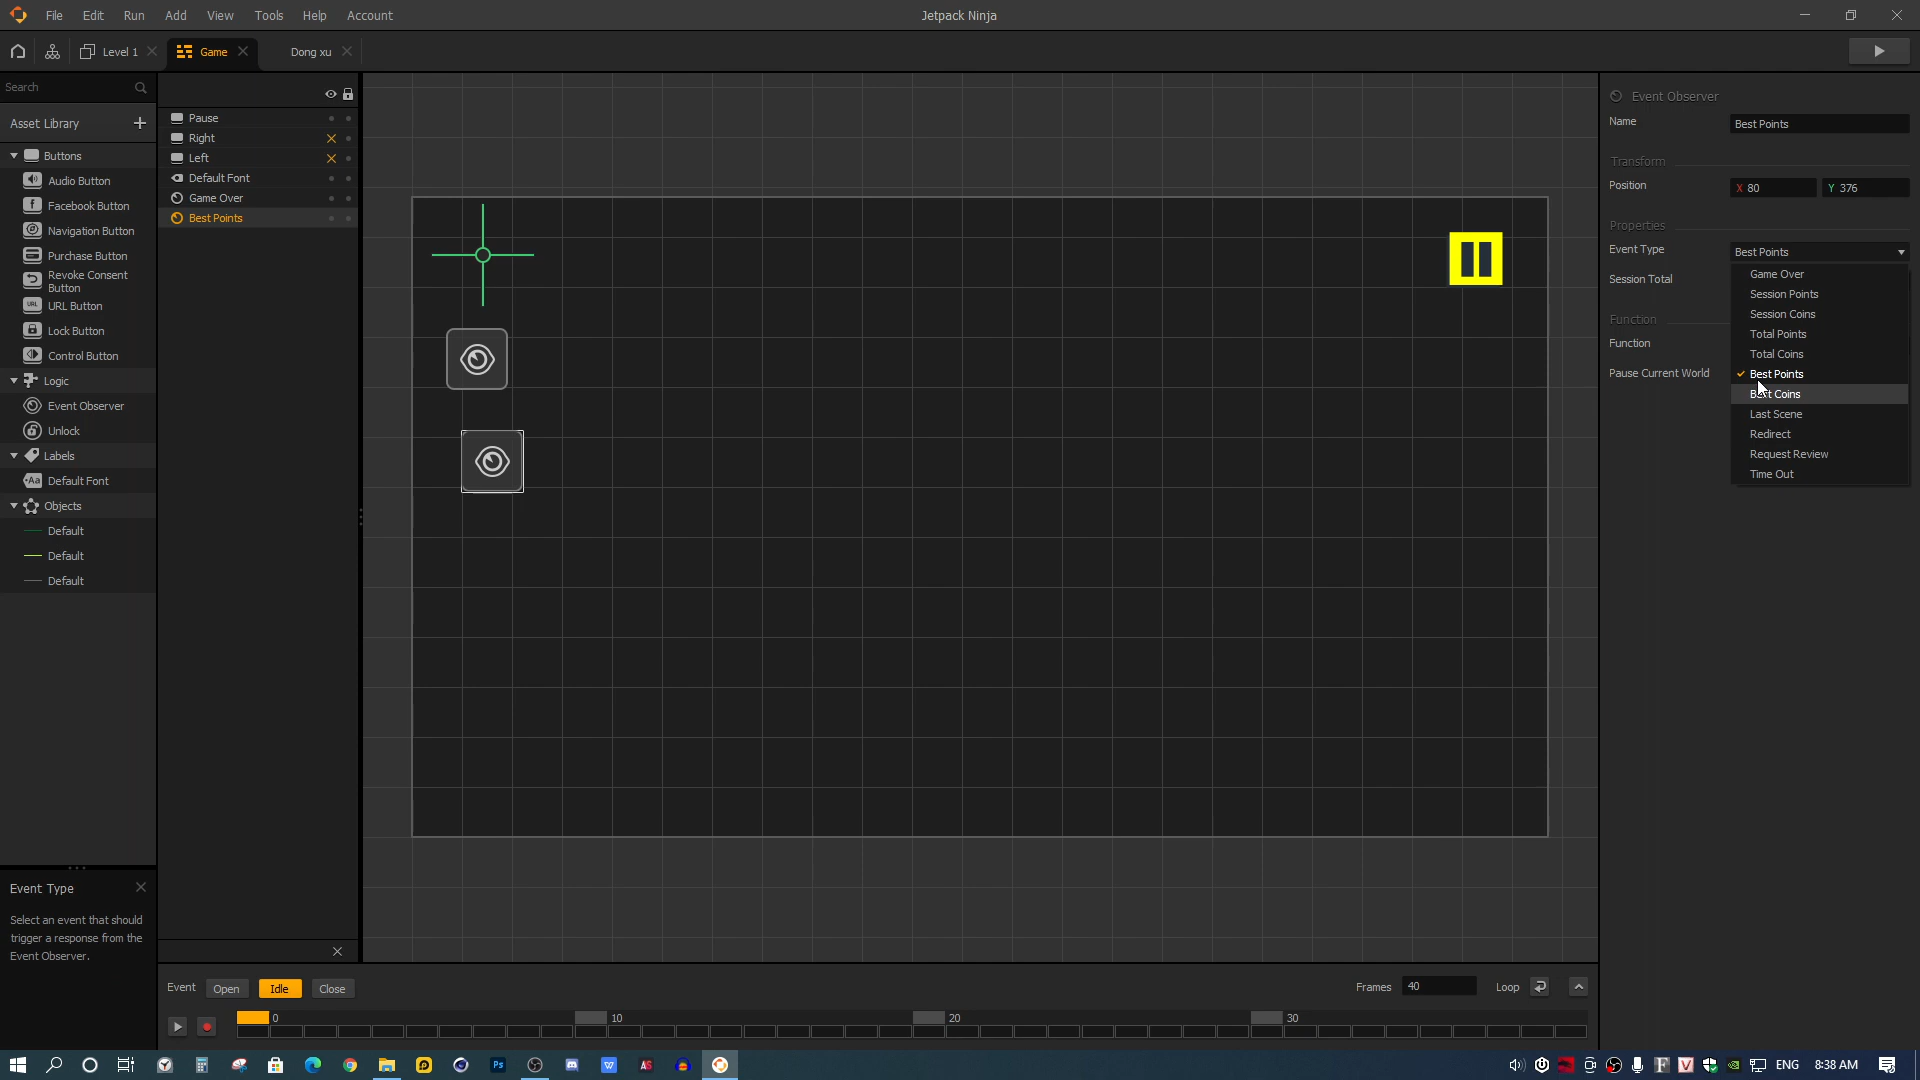 File Edit Run Add View Tools Help Account
Jetpack Ninja
Level 1
Game
Dong xu
Search
Asset Library
Buttons
Audio Button
Facebook Button
Navigation Button
Purchase Button
Revoke Consent
Button
URL Button
Lock Button
Control Button
Logic
Event Observer
Unlock
Labels
Default Font
Objects
Default
Default
Default
Event Type
Select an event that should
trigger a response from the
Event Observer.
Pause
Right
Left
Default Font
Game Over
Best Points
Event Observer
Name
Best Points
Transform
Position
X 80
Y 376
Properties
Event Type
Best Points
Session Total
Function
Function
Pause Current World
Game Over
Session Points
Session Coins
Total Points
Total Coins
Best Points
Best Coins
Last Scene
Redirect
Request Review
Time Out
Event Open Idle Close
Frames 40 Loop
0 10 20 30
ENG 8:38 AM